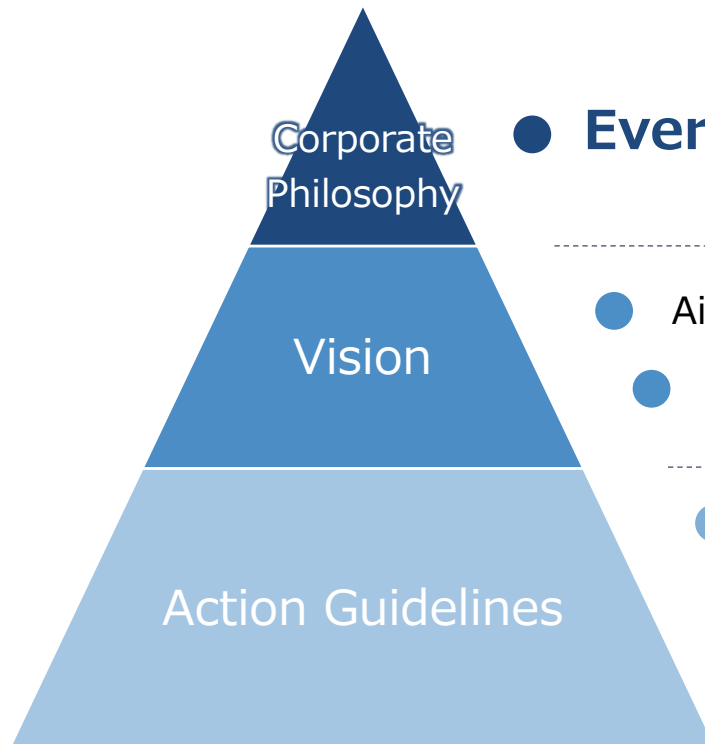 Corporate
Philosophy
Ever
Vision
Ai
Action Guidelines